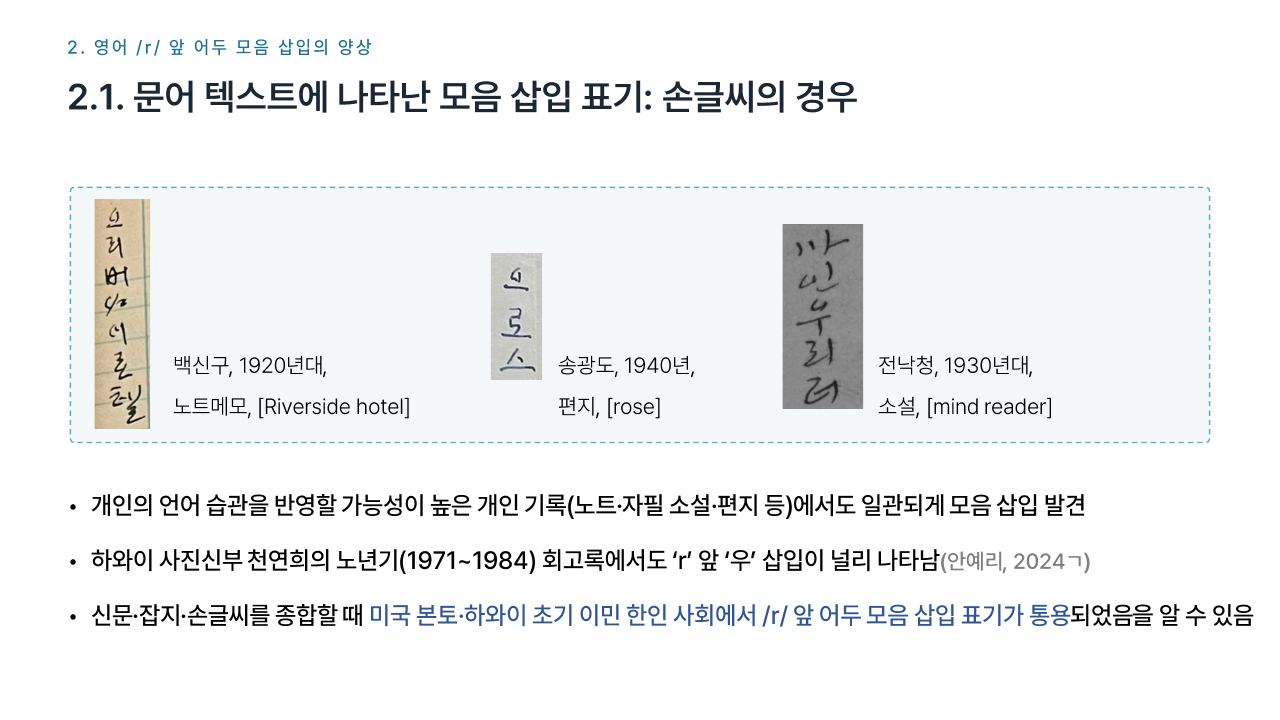 2. 영어 /r/ 앞 어두 모음 삽입의 양상
2.1. 문어 텍스트에 나타난 모음 삽입 표기: 손글씨의 경우
으리버싸이로텔
백신구, 1920년대,
노트메모, [Riverside hotel]
으로스
송광도, 1940년,
편지, [rose]
마인우리더
전낙청, 1930년대,
소설, [mind reader]
• 개인의 언어 습관을 반영할 가능성이 높은 개인 기록(노트·자필 소설·편지 등)에서도 일관되게 모음 삽입 발견
• 하와이 사진신부 천연희의 노년기(1971~1984) 회고록에서도 ‘r’ 앞 ‘우’ 삽입이 널리 나타남(안예리, 2024ㄱ)
• 신문·잡지·손글씨를 종합할 때 미국 본토·하와이 초기 이민 한인 사회에서 /r/ 앞 어두 모음 삽입 표기가 통용되었음을 알 수 있음